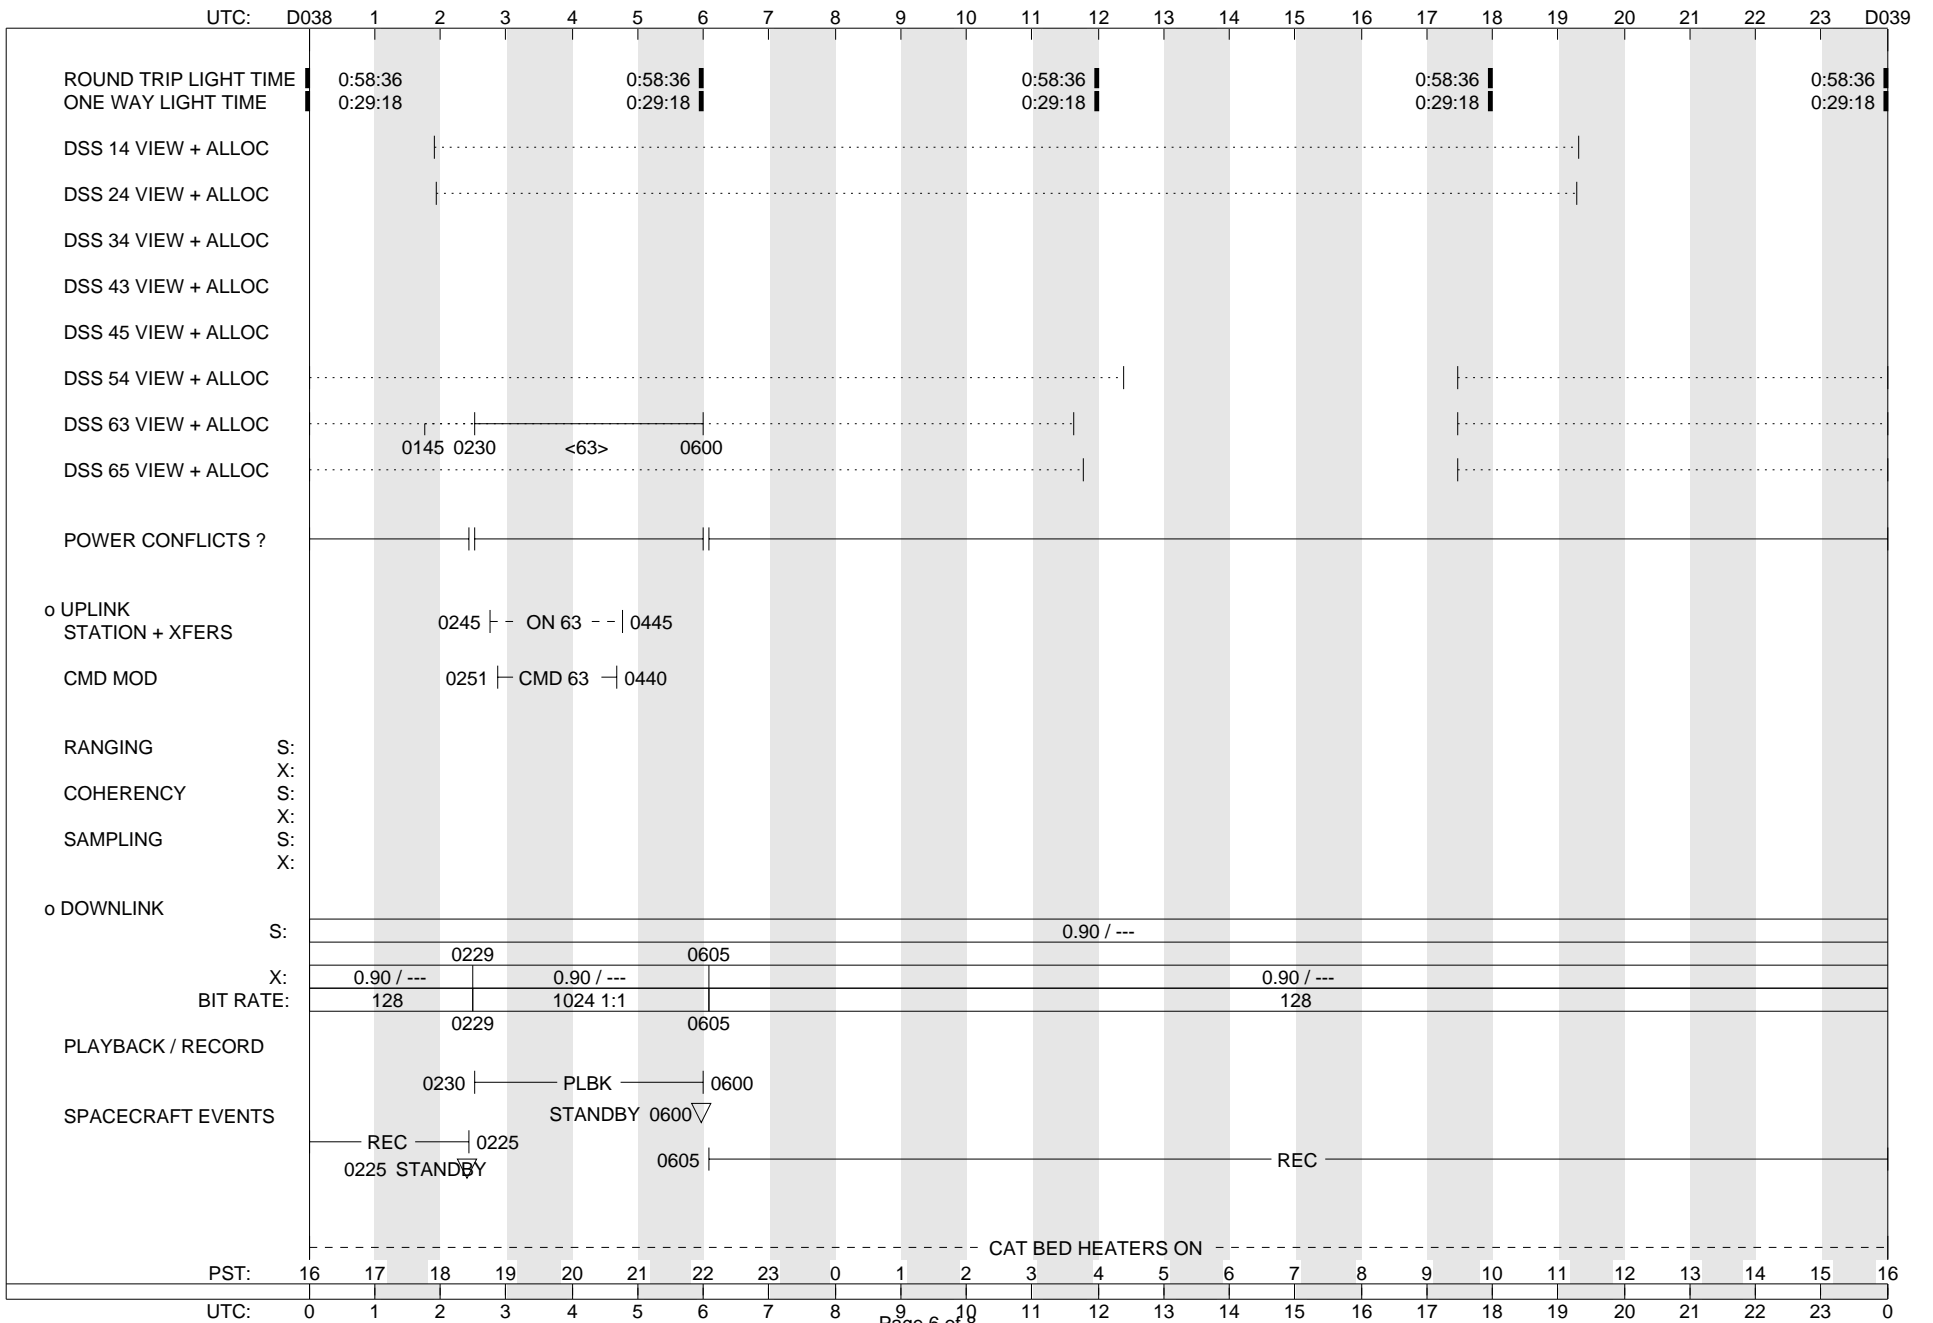 UTC: D038 1 2 3 4 5 6 7 8 9 10 11 12 13 14 15 16 17 18 19 20 21 22 23 D039
ROUND TRIP LIGHT TIME 0:58:36 0:58:36 0:58:36 0:58:36 0:58:36
ONE WAY LIGHT TIME 0:29:18 0:29:18 0:29:18 0:29:18 0:29:18
DSS 14 VIEW + ALLOC
DSS 24 VIEW + ALLOC
DSS 34 VIEW + ALLOC
DSS 43 VIEW + ALLOC
DSS 45 VIEW + ALLOC
DSS 54 VIEW + ALLOC
DSS 63 VIEW + ALLOC
0145 0230 <63> 0600
DSS 65 VIEW + ALLOC
POWER CONFLICTS ?
o UPLINK
0245 ON 63 0445
STATION + XFERS
CMD MOD 0251 CMD 63 0440
RANGING S:
X:
COHERENCY S:
X:
SAMPLING S:
X:
o DOWNLINK
S: 0.90 / ---
0229 0605
X: 0.90 / --- 0.90 / --- 0.90 / ---
BIT RATE: 128 1024 1:1 128
0229 0605
PLAYBACK / RECORD
0230 PLBK 0600
SPACECRAFT EVENTS STANDBY 0600
REC 0225
0605 REC
0225 STANDBY
CAT BED HEATERS ON
PST: 16 17 18 19 20 21 22 23 0 1 2 3 4 5 6 7 8 9 10 11 12 13 14 15 16
UTC: 0 1 2 3 4 5 6 7 8 9 10 11 12 13 14 15 16 17 18 19 20 21 22 23 0
Page 6 of 8